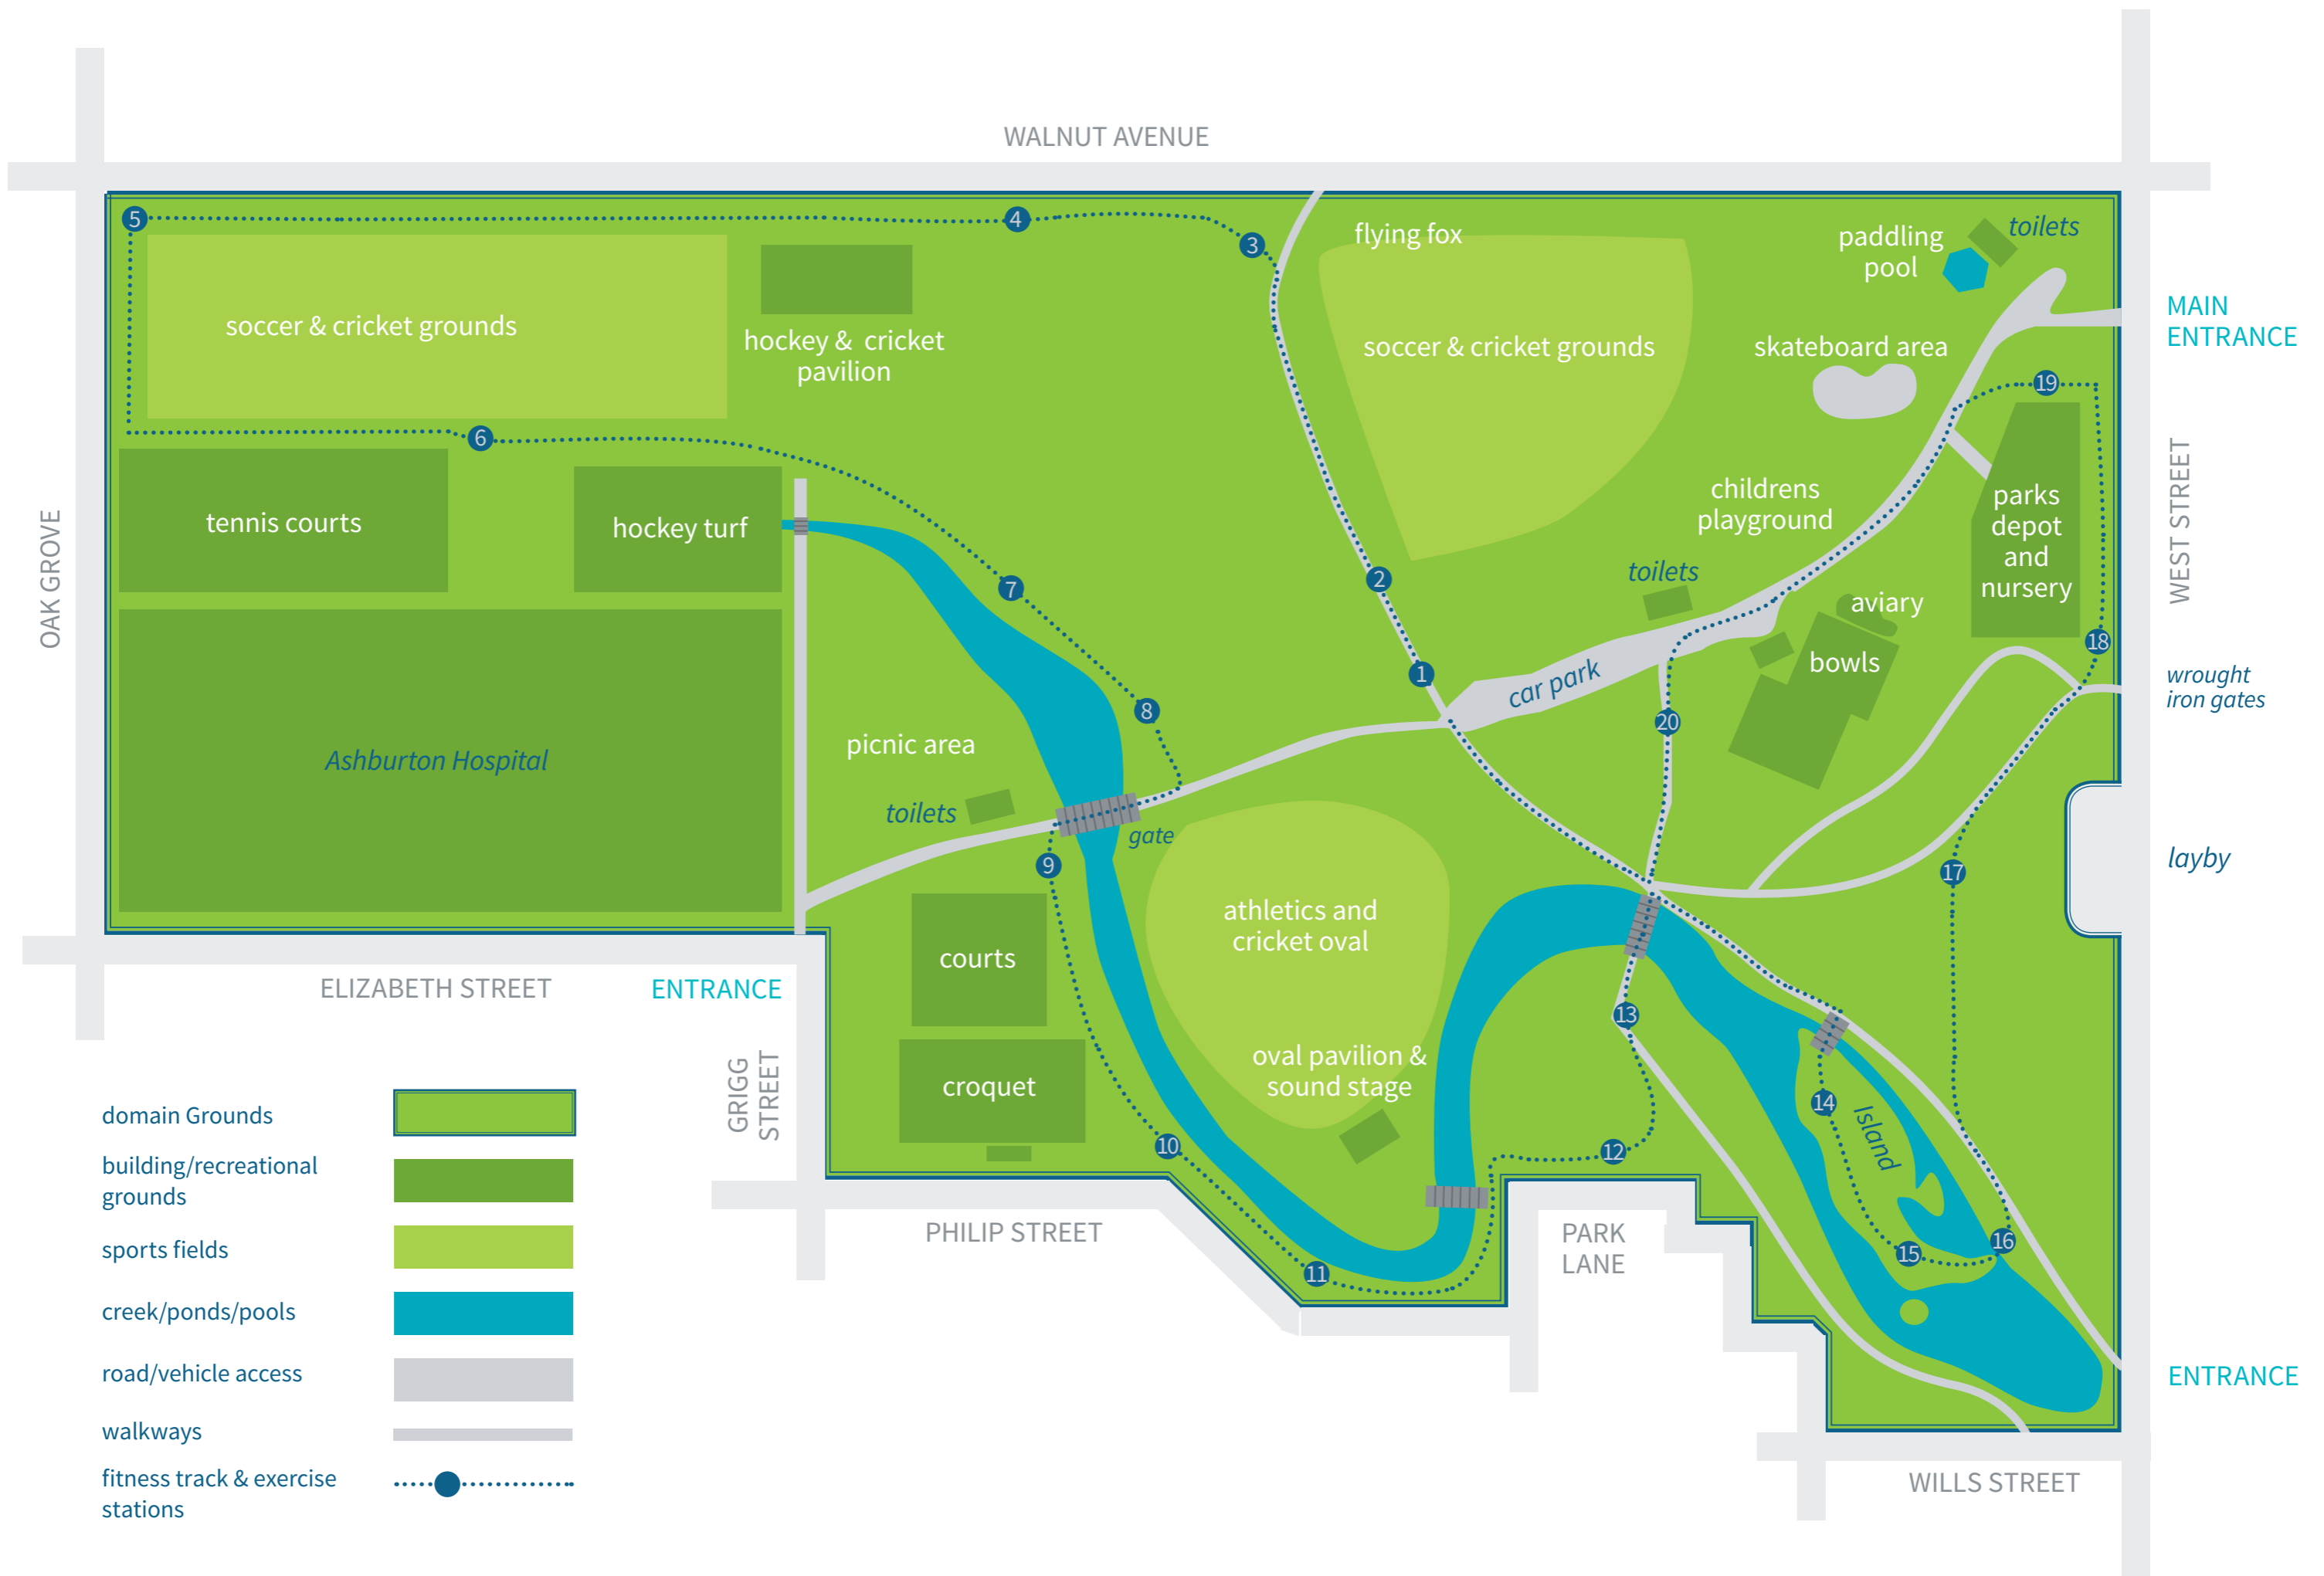 WALNUT AVENUE
5
4
3
flying fox
paddling
pool
toilets
MAIN
ENTRANCE
soccer & cricket grounds
hockey &  cricket
pavilion
soccer & cricket grounds
skateboard area
19
6
OAK GROVE
tennis courts
hockey turf
7
2
childrens
playground
toilets
parks
depot
and
nursery
WEST STREET
aviary
18
bowls
1
car park
wrought
iron gates
8
20
picnic area
Ashburton Hospital
toilets
gate
9
17
layby
athletics and
cricket oval
courts
ELIZABETH STREET
ENTRANCE
13
oval pavilion &
sound stage
croquet
GRIGG
STREET
14
Island
10
12
15
16
11
PHILIP STREET
PARK
LANE
ENTRANCE
WILLS STREET
domain Grounds
building/recreational
grounds
sports fields
creek/ponds/pools
road/vehicle access
walkways
fitness track & exercise
stations